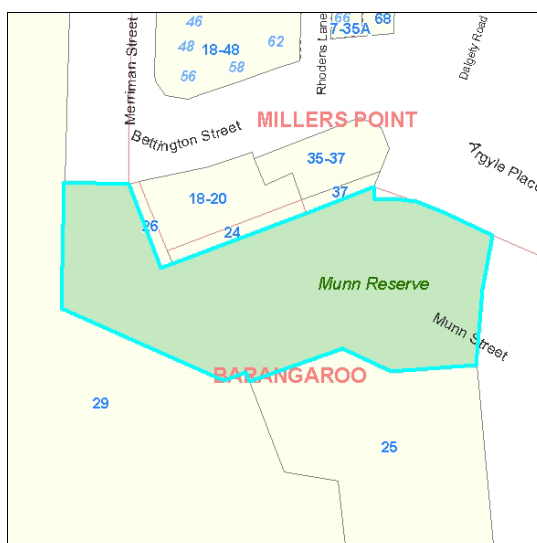 46
48
18-48
62
56
58
66
7-35A
68
Merriman Street
Rhodens Lane
Dalgety Road
Bettington Street
MILLERS POINT
Argyle Place
35-37
18-20
37
26
24
Munn Reserve
Munn Street
BARANGAROO
29
25